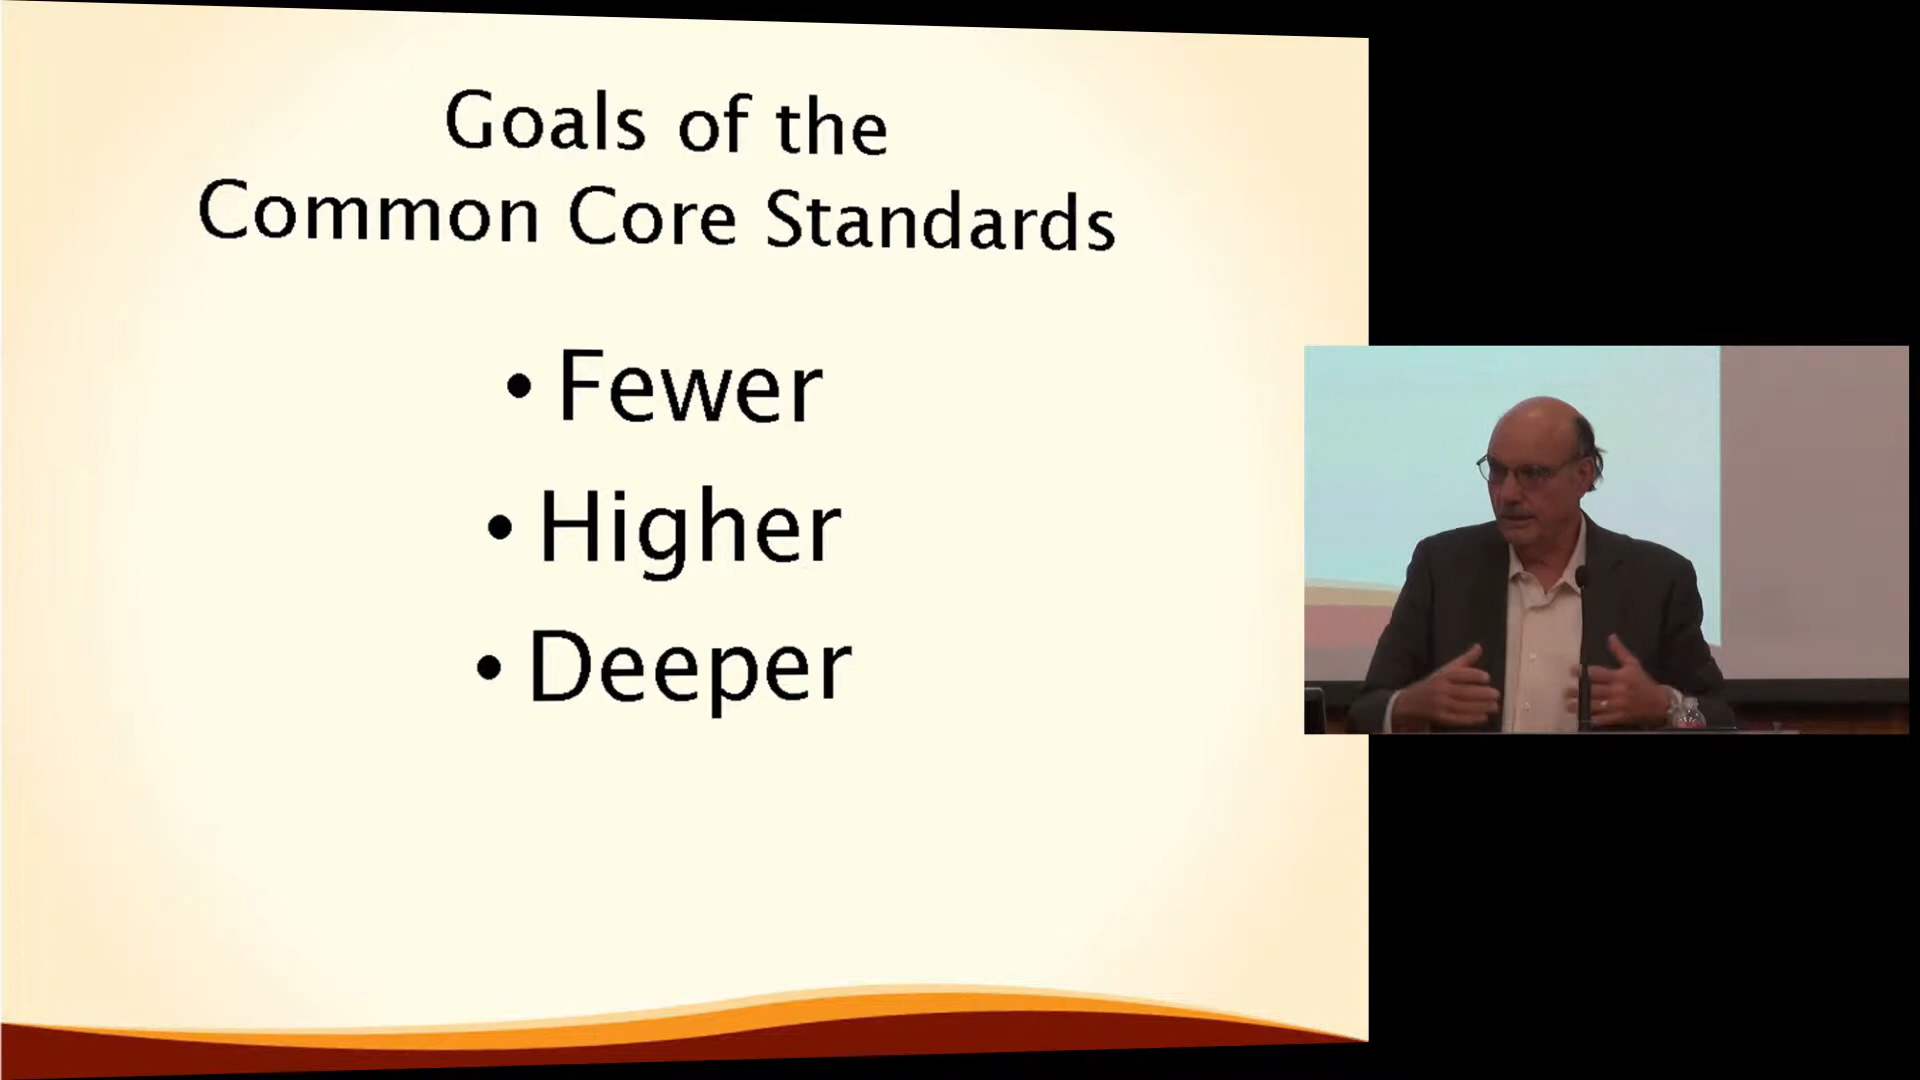 Goals of the
Common Core Standards
• Fewer
• Higher
• Deeper